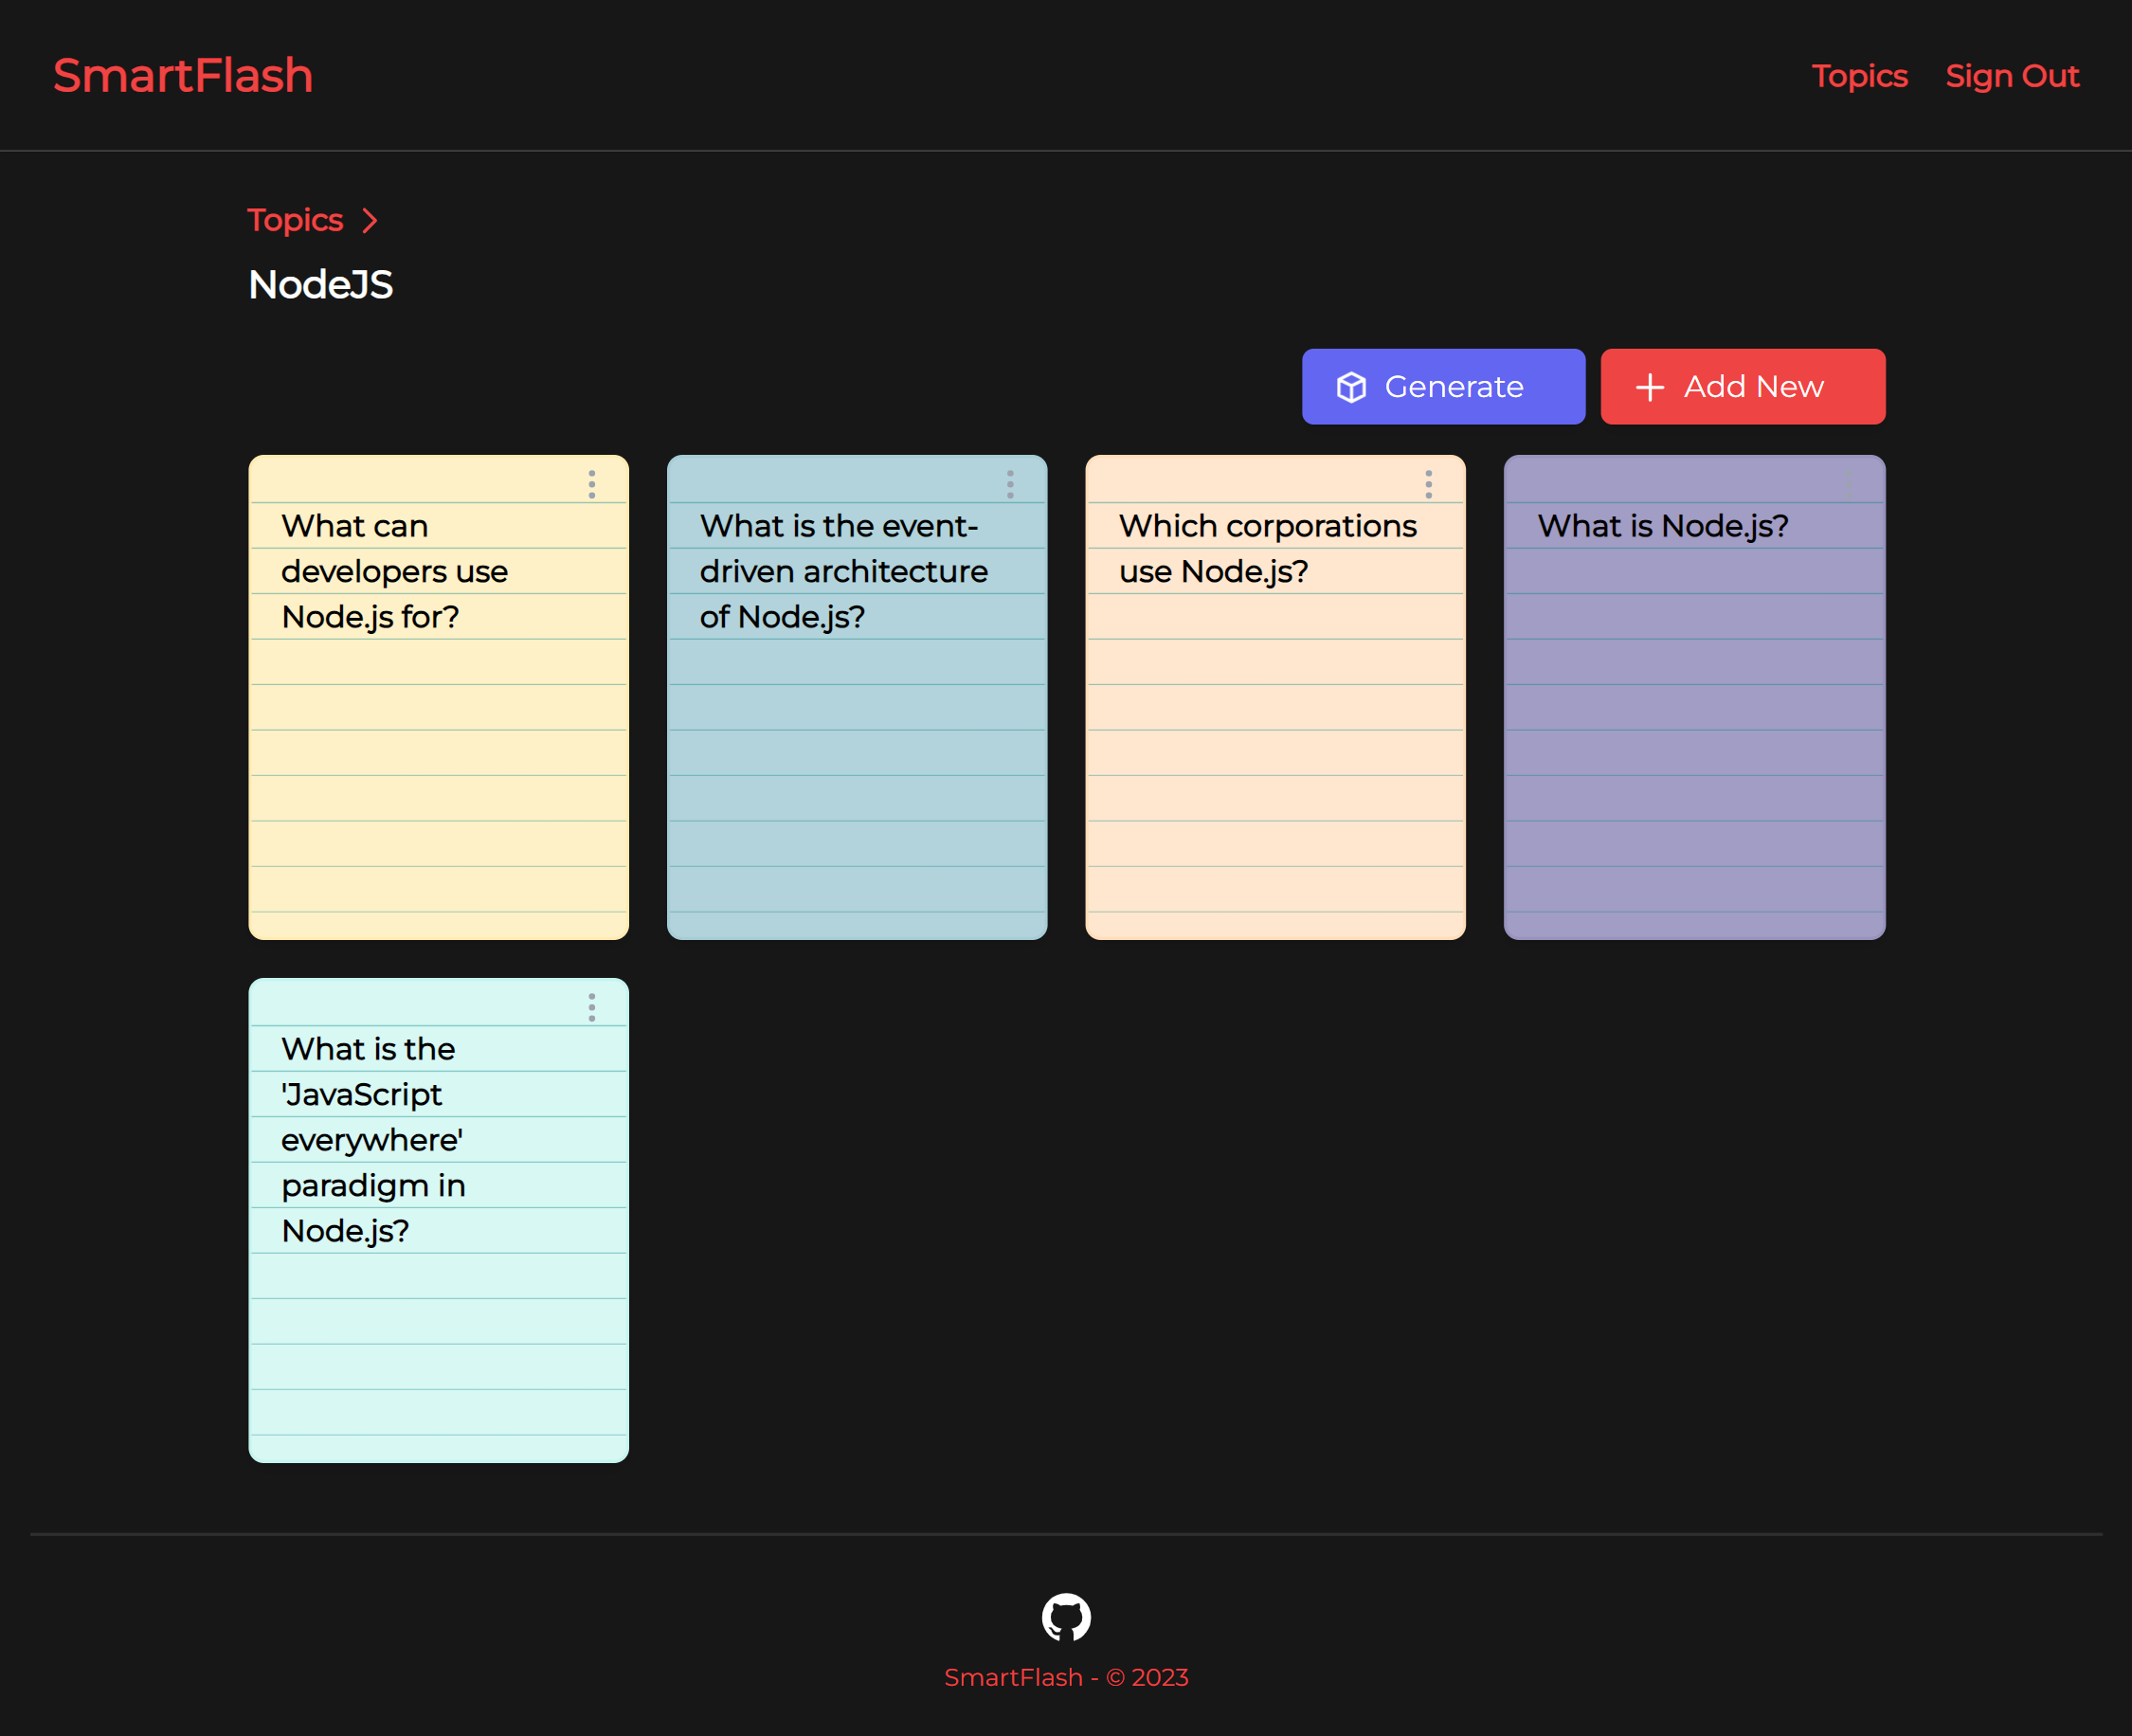 SmartFlash
Topics
Sign Out
Topics
NodeJS
Generate
Add New
What can
developers use
Node.js for?
What is the event-
driven architecture
of Node.js?
Which corporations
use Node.js?
What is Node.js?
What is the
'JavaScript
everywhere'
paradigm in
Node.js?
SmartFlash - © 2023